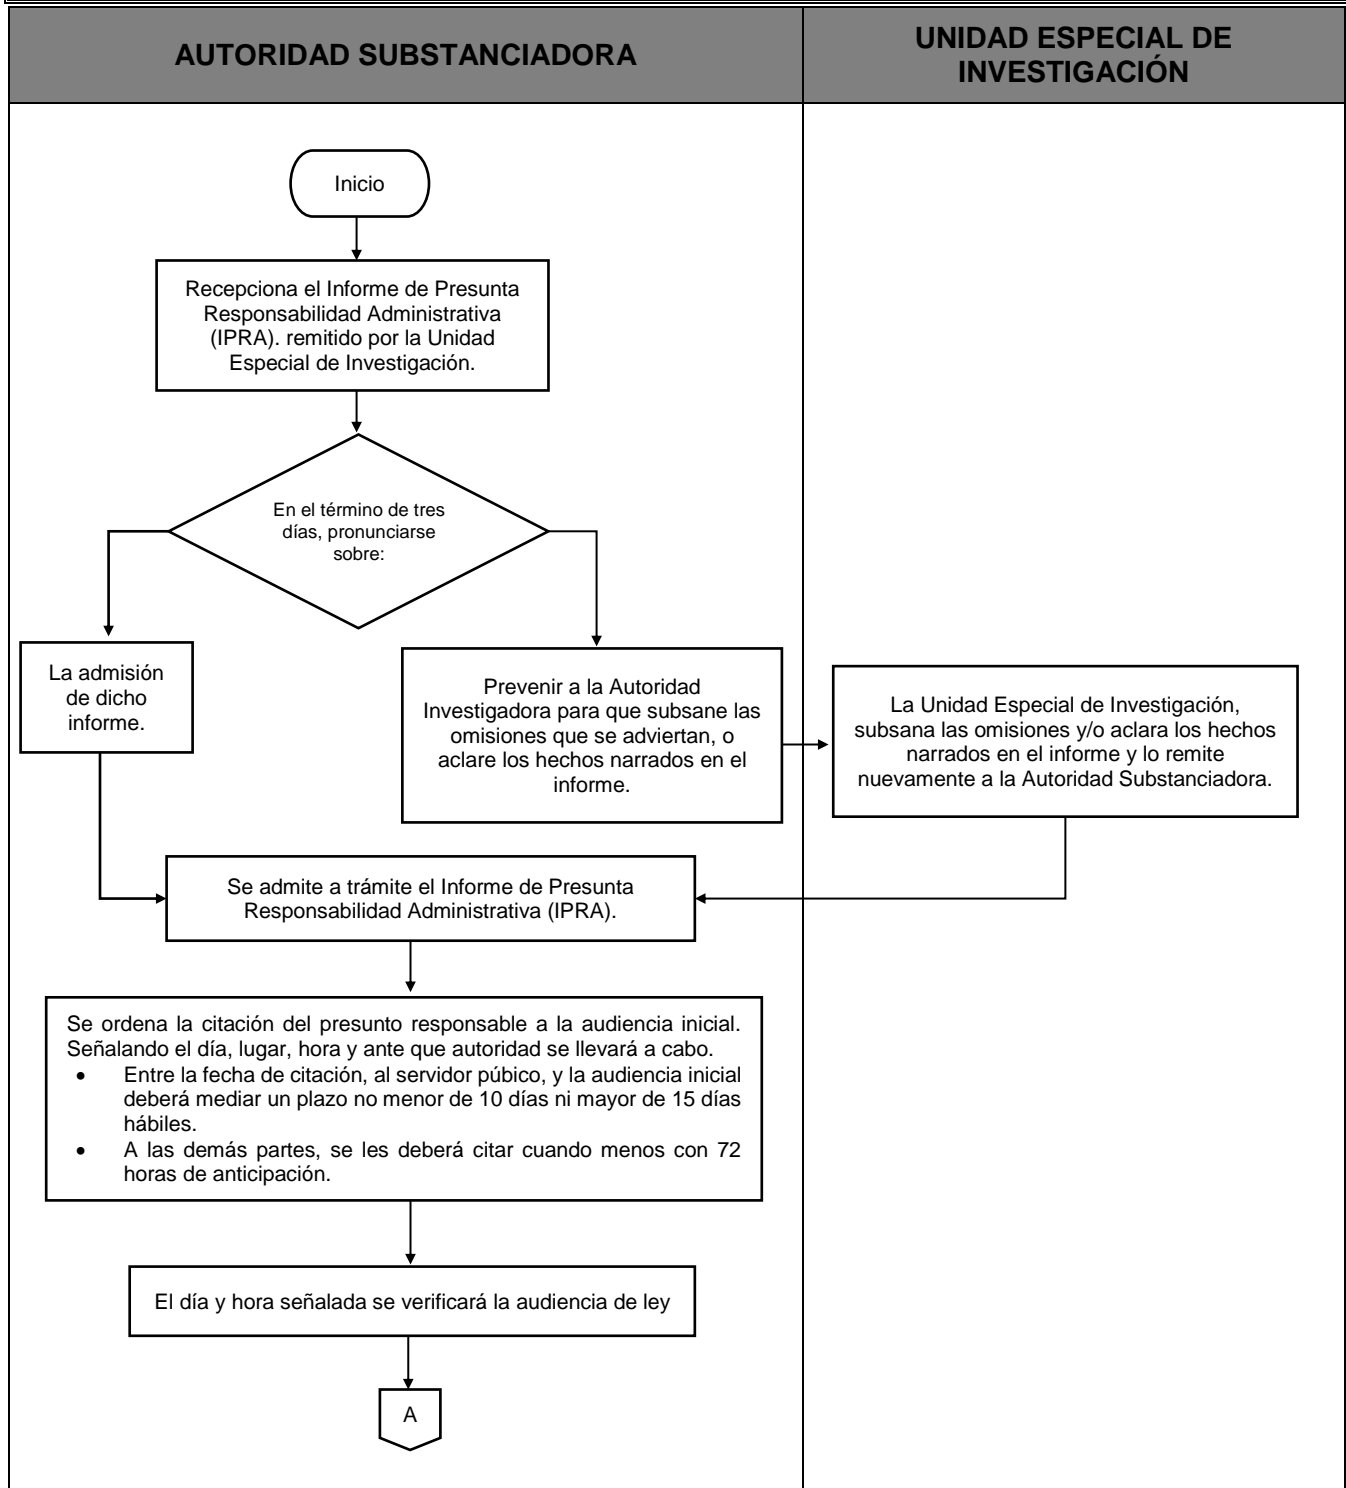 AUTORIDAD SUBSTANCIADORA
UNIDAD ESPECIAL DE
INVESTIGACIÓN
Inicio
Recepciona el Informe de Presunta
Responsabilidad Administrativa
(IPRA). remitido por la Unidad
Especial de Investigación.
En el término de tres
días, pronunciarse
sobre:
La admisión
de dicho
informe.
Prevenir a la Autoridad
Investigadora para que subsane las
omisiones que se adviertan, o
aclare los hechos narrados en el
informe.
La Unidad Especial de Investigación,
subsana las omisiones y/o aclara los hechos
narrados en el informe y lo remite
nuevamente a la Autoridad Substanciadora.
Se admite a trámite el Informe de Presunta
Responsabilidad Administrativa (IPRA).
Se ordena la citación del presunto responsable a la audiencia inicial.
Señalando el día, lugar, hora y ante que autoridad se llevará a cabo.
• Entre la fecha de citación, al servidor púbico, y la audiencia inicial
deberá mediar un plazo no menor de 10 días ni mayor de 15 días
hábiles.
• A las demás partes, se les deberá citar cuando menos con 72
horas de anticipación.
El día y hora señalada se verificará la audiencia de ley
A